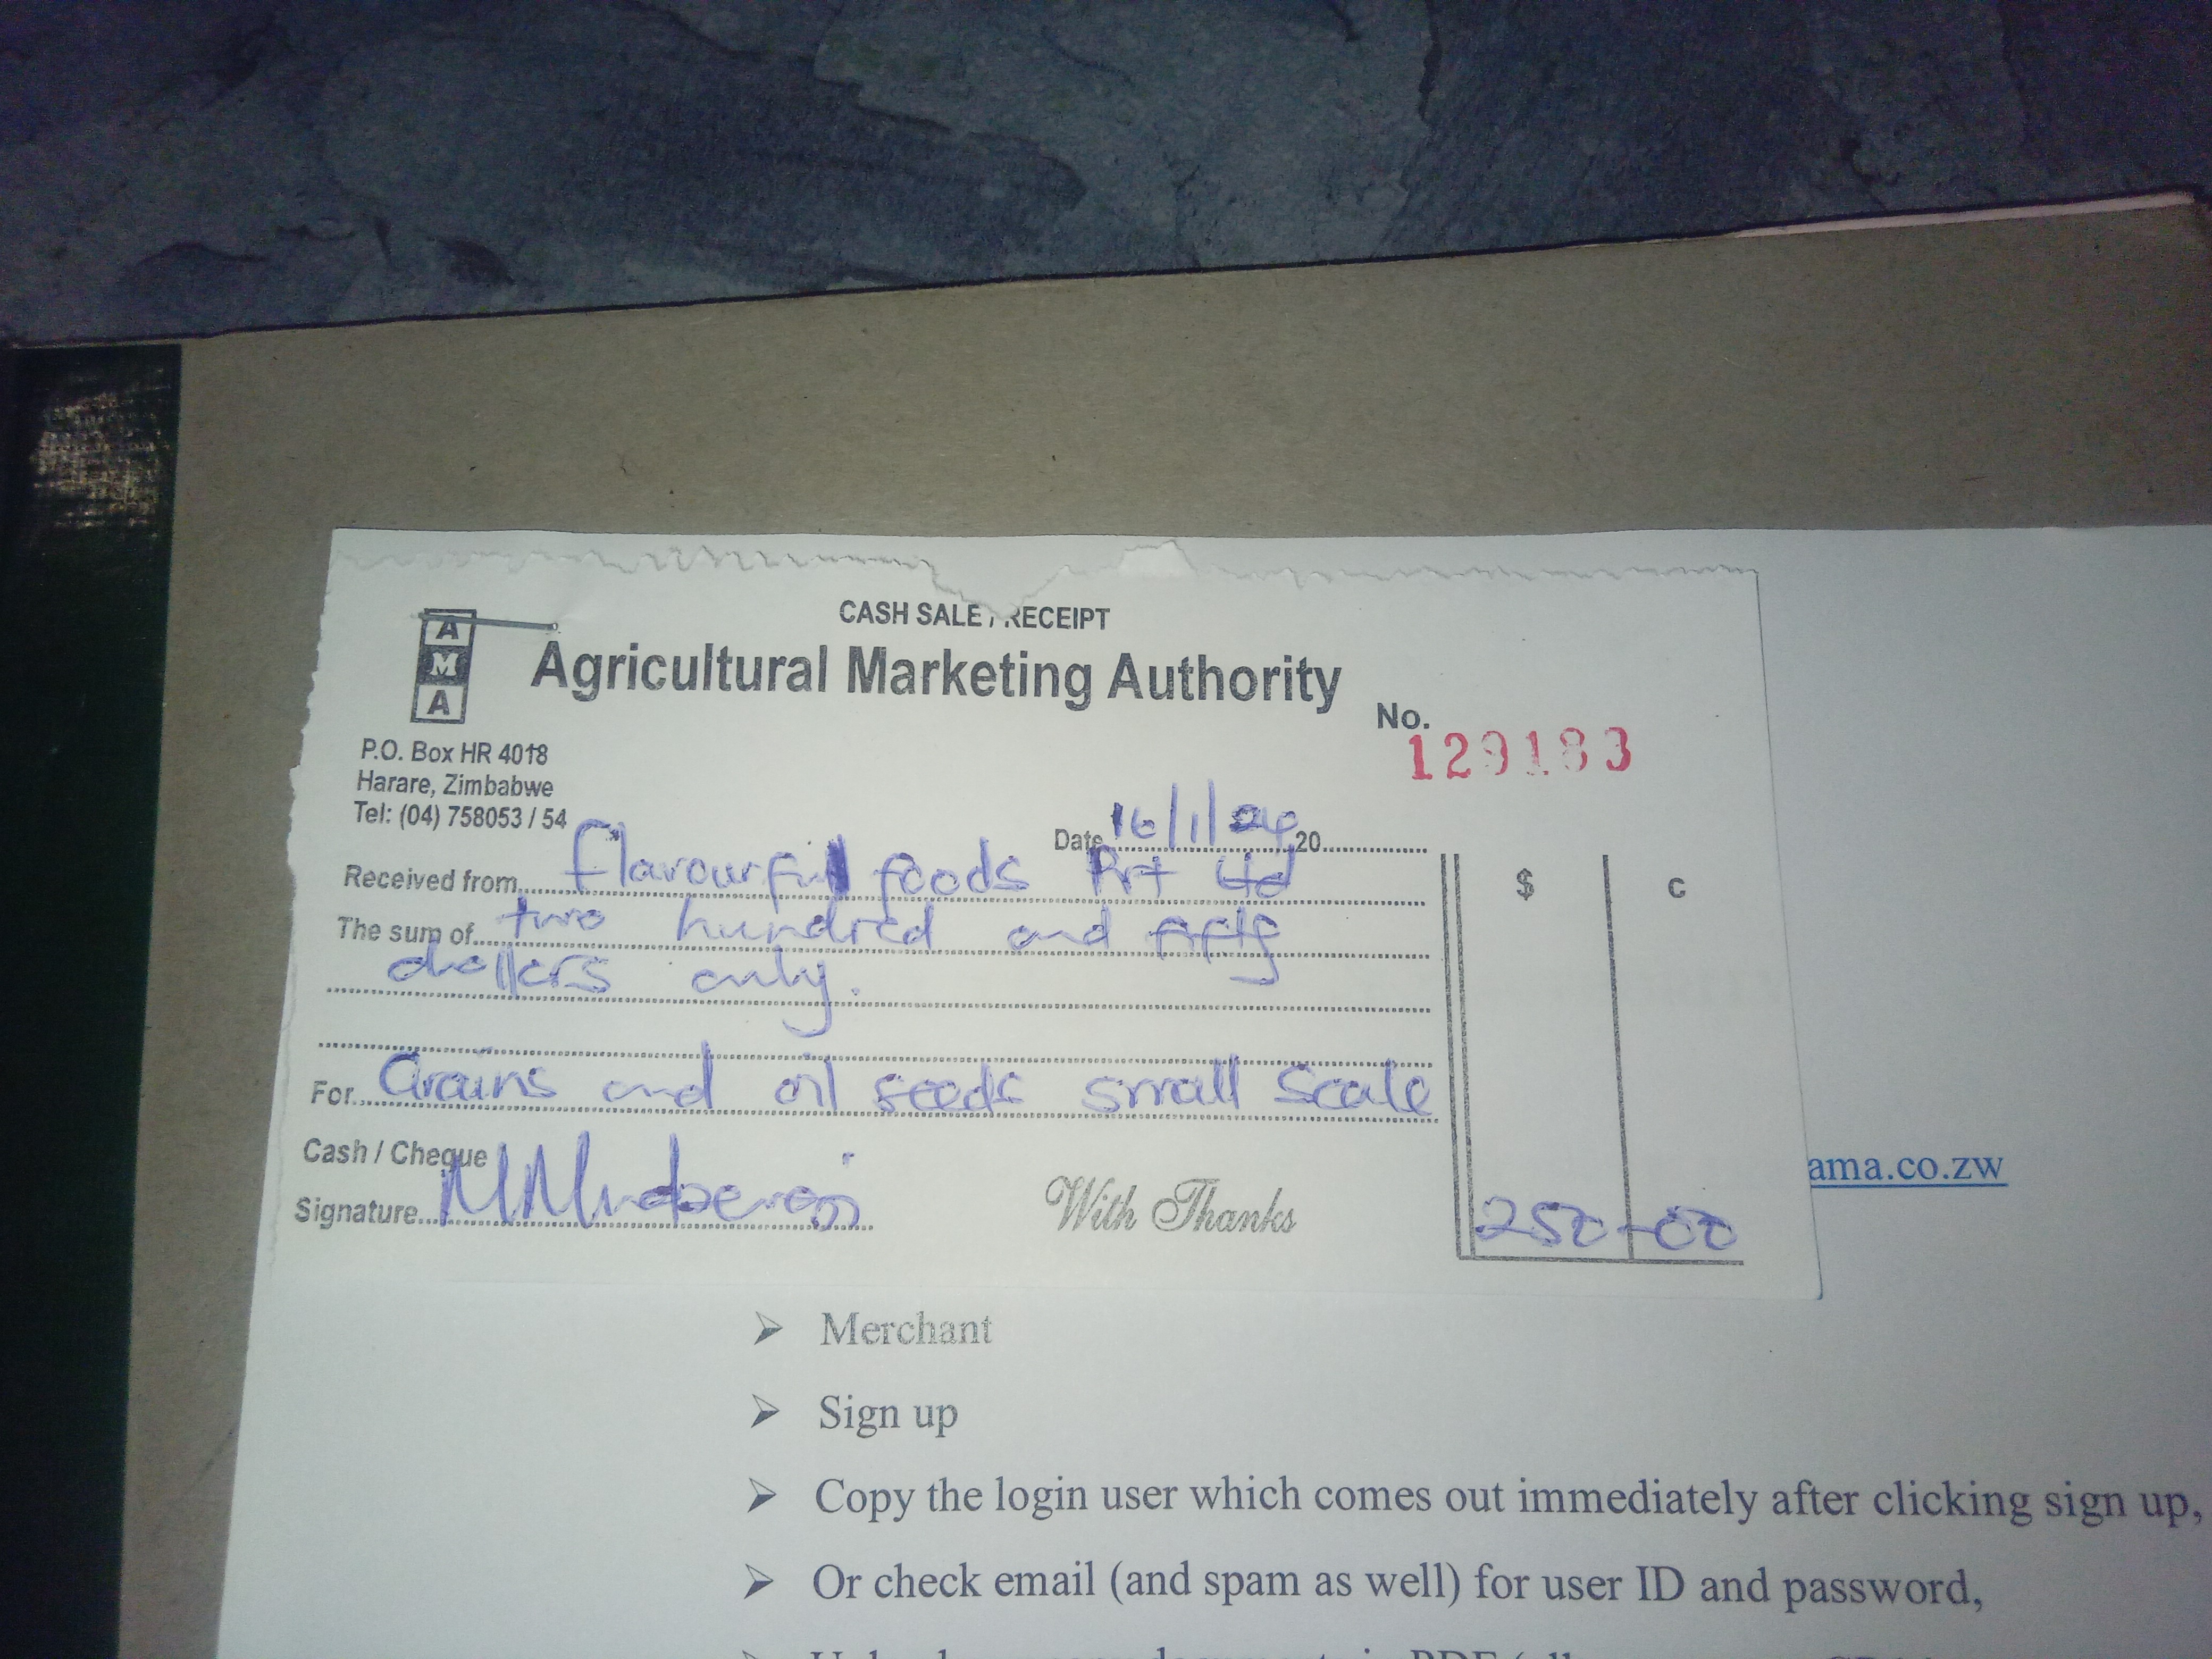 CASH SALE / RECEIPT
A
M
A
Agricultural Marketing Authority
No.
129183
P.O. Box HR 4018
Harare, Zimbabwe
Tel: (04) 758053 / 54
Date 16/1/24 20
Received from Flavourful foods Pvt Ltd
$ c
The sum of two hundred and fifty
dollars only.
For Grains and oil seeds small scale
Cash / Cheque
Signature
With Thanks
250-00
ama.co.zw
➢ Merchant
➢ Sign up
➢ Copy the login user which comes out immediately after clicking sign up,
➢ Or check email (and spam as well) for user ID and password,